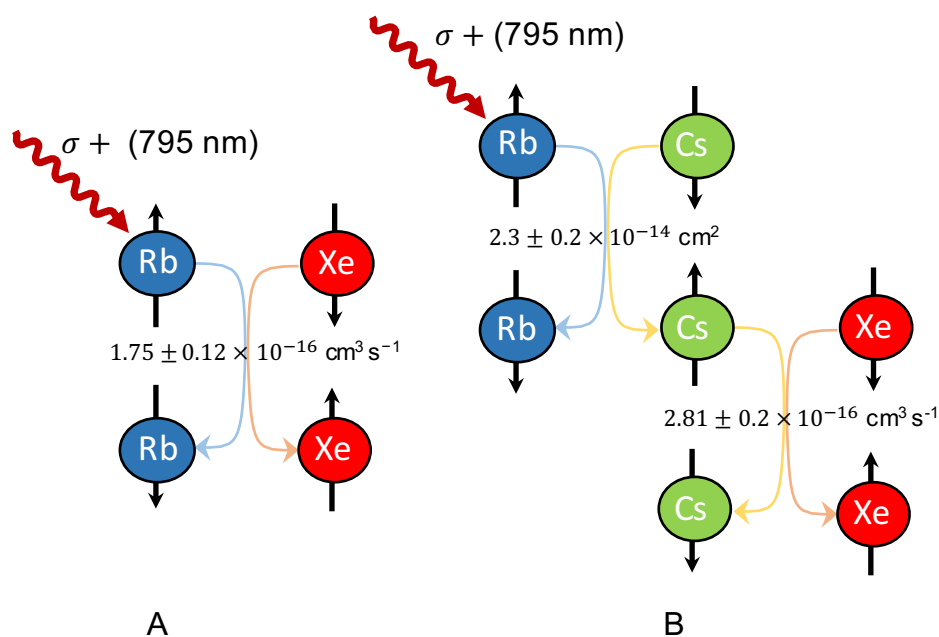 σ + (795 nm)
Rb
Xe
1.75 ± 0.12 × 10⁻¹⁶ cm³ s⁻¹
Rb
Xe
A
σ + (795 nm)
Rb
Cs
2.3 ± 0.2 × 10⁻¹⁴ cm²
Rb
Cs
Xe
2.81 ± 0.2 × 10⁻¹⁶ cm³ s⁻¹
Cs
Xe
B